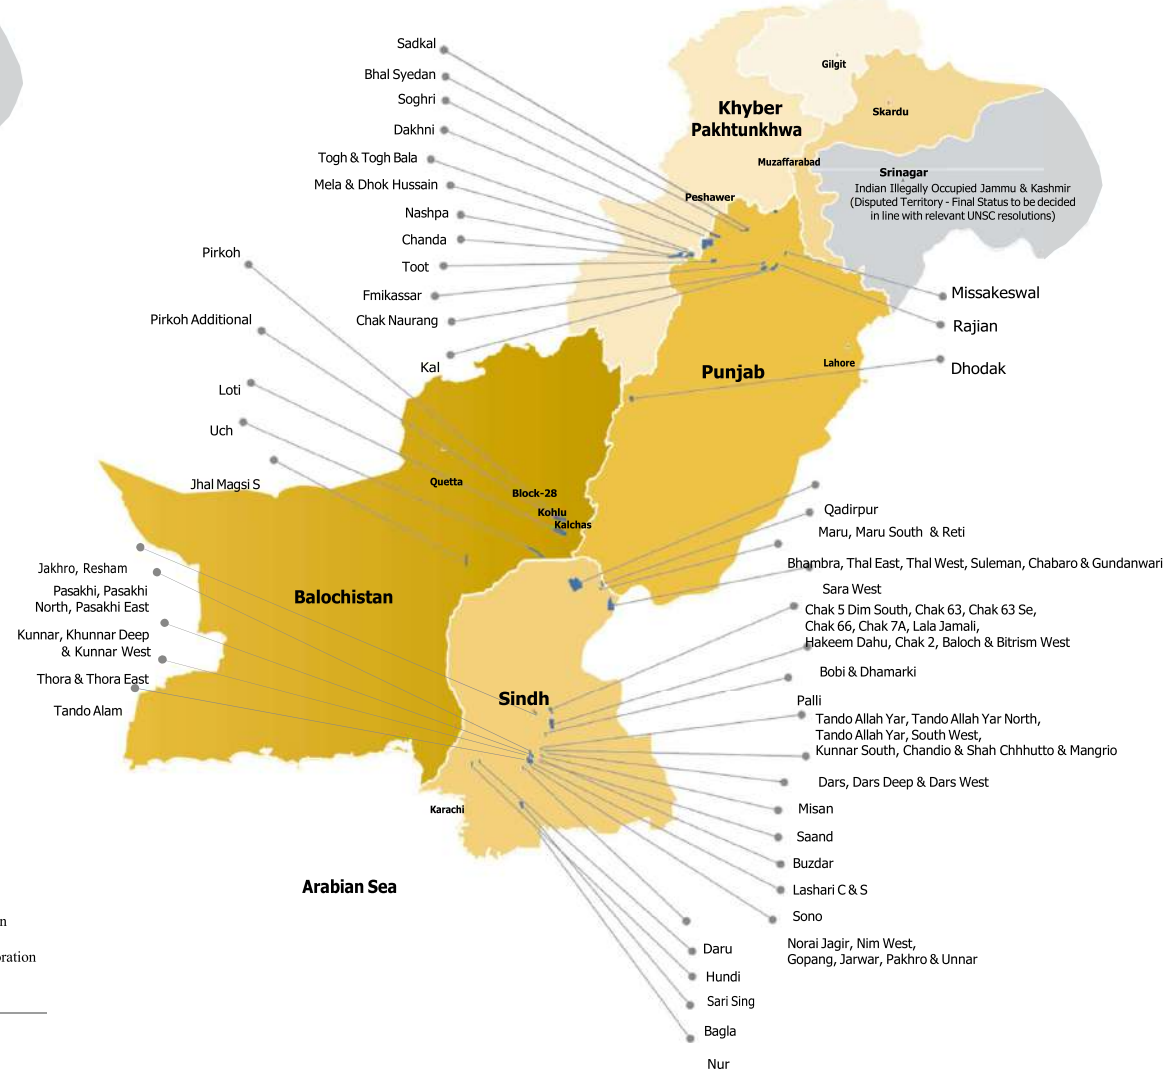 Sadkal
Bhal Syedan
Soghri
Dakhni
Togh & Togh Bala
Mela & Dhok Hussain
Nashpa
Chanda
Toot
Fmikassar
Chak Naurang
Kal
Pirkoh
Pirkoh Additional
Loti
Uch
Jhal Magsi S
Jakhro, Resham
Pasakhi, Pasakhi
North, Pasakhi East
Kunnar, Khunnar Deep
& Kunnar West
Thora & Thora East
Tando Alam
Gilgit
Skardu
Khyber
Pakhtunkhwa
Muzaffarabad
Srinagar
Indian Illegally Occupied Jammu & Kashmir
(Disputed Territory - Final Status to be decided
in line with relevant UNSC resolutions)
Peshawer
Punjab
Lahore
Quetta
Block-28
Kohlu
Kalchas
Balochistan
Sindh
Karachi
Arabian Sea
Missakeswal
Rajian
Dhodak
Qadirpur
Maru, Maru South & Reti
Bhambra, Thal East, Thal West, Suleman, Chabaro & Gundanwari
Sara West
Chak 5 Dim South, Chak 63, Chak 63 Se,
Chak 66, Chak 7A, Lala Jamali,
Hakeem Dahu, Chak 2, Baloch & Bitrism West
Bobi & Dhamarki
Palli
Tando Allah Yar, Tando Allah Yar North,
Tando Allah Yar, South West,
Kunnar South, Chandio & Shah Chhhutto & Mangrio
Dars, Dars Deep & Dars West
Misan
Saand
Buzdar
Lashari C & S
Sono
Norai Jagir, Nim West,
Gopang, Jarwar, Pakhro & Unnar
Daru
Hundi
Sari Sing
Bagla
Nur
n
oration